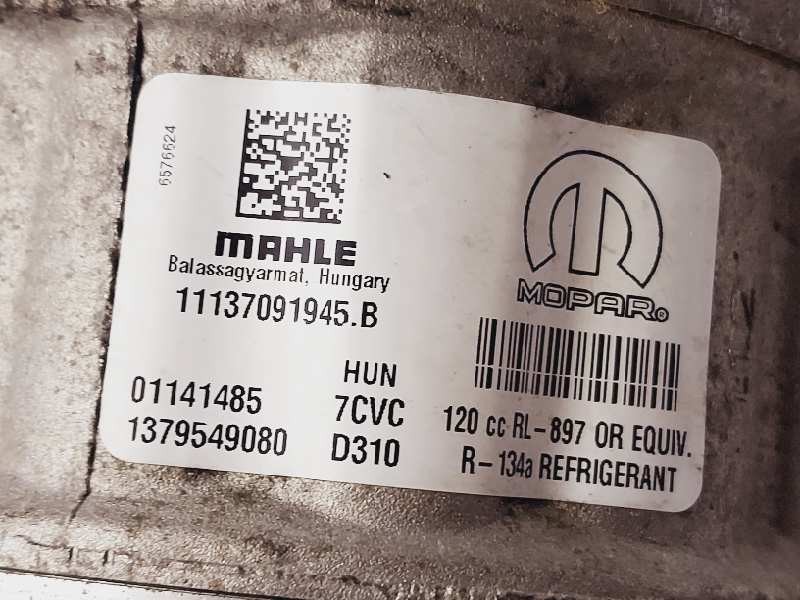 6576624
MAHLE
Balassagyarmat, Hungary
11137091945.B
HUN
01141485 7CVC
1379549080 D310
MOPAR®
120 cc RL-897 OR EQUIV.
R-134a REFRIGERANT